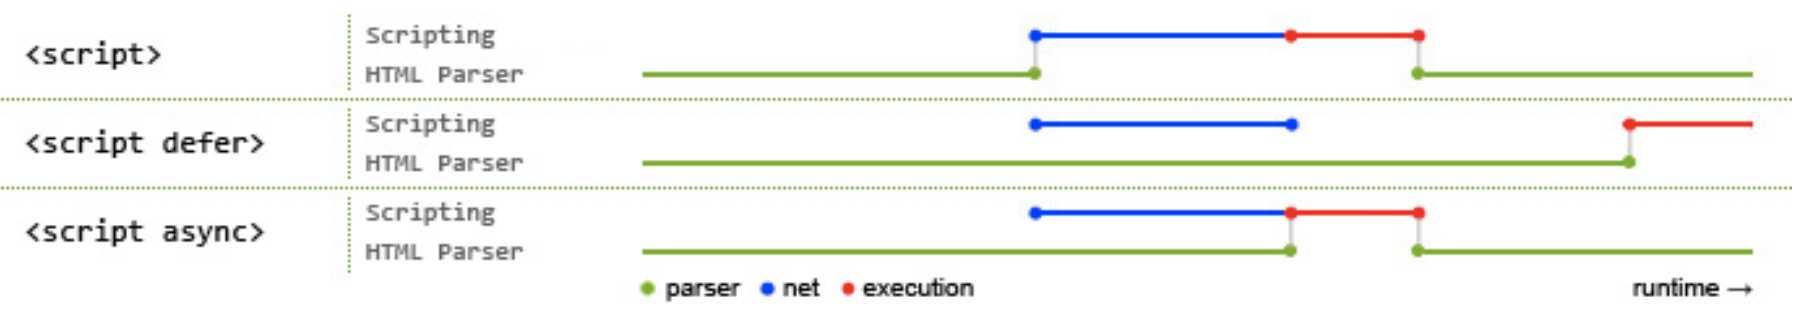 <script>
Scripting
HTML Parser
<script defer>
Scripting
HTML Parser
<script async>
Scripting
HTML Parser
parser net execution
runtime →